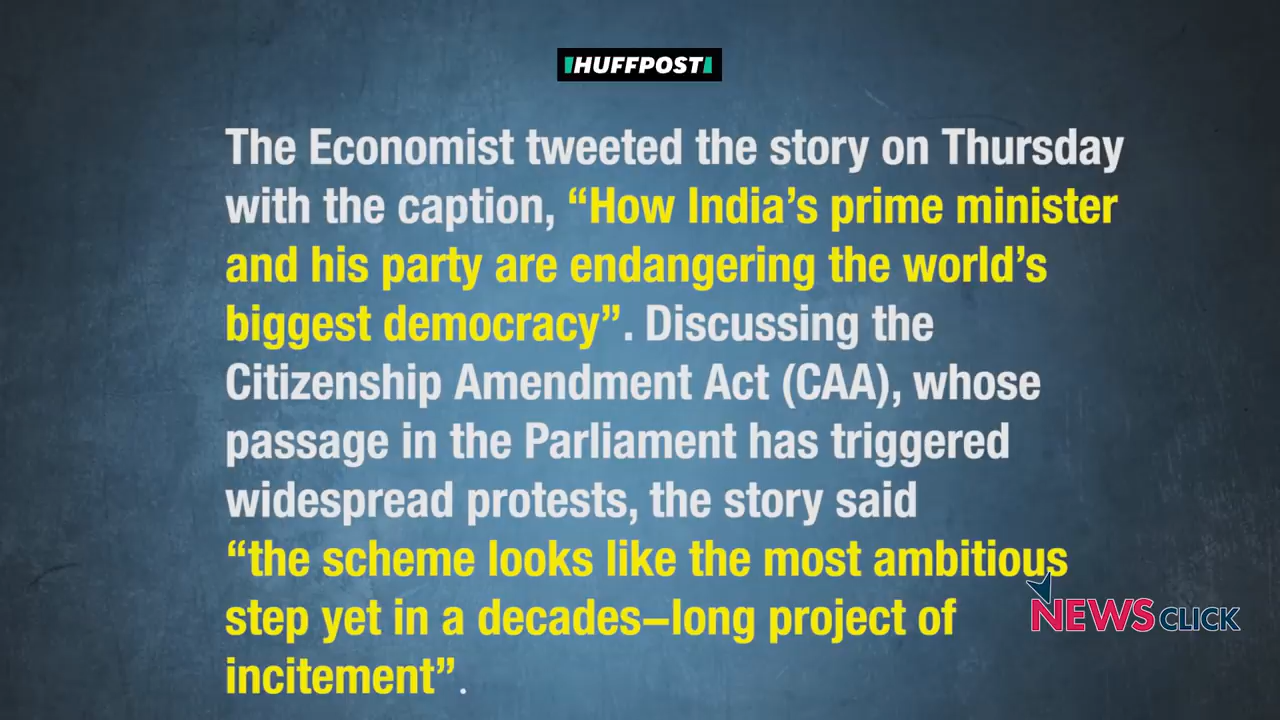 HUFFPOST
The Economist tweeted the story on Thursday
with the caption, “How India’s prime minister
and his party are endangering the world’s
biggest democracy”. Discussing the
Citizenship Amendment Act (CAA), whose
passage in the Parliament has triggered
widespread protests, the story said
“the scheme looks like the most ambitious
step yet in a decades–long project of
incitement”.
NEWSCLICK